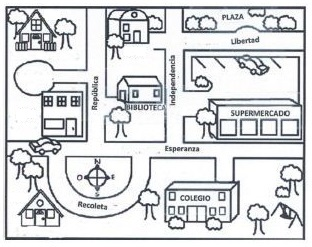 PLAZA
Libertad
República
Independencia
BIBLIOTECA
SUPERMERCADO
Esperanza
N
O E
S
Recoleta
COLEGIO